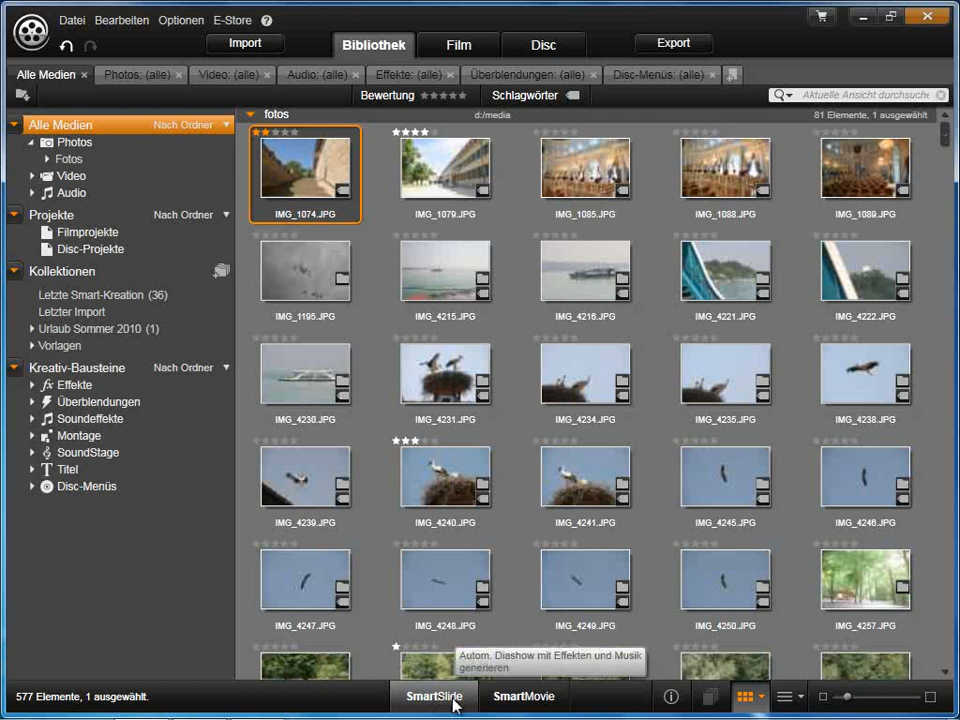 Datei Bearbeiten Optionen E-Store ?
Import Bibliothek Film Disc Export
Alle Medien × Photos: (alle) × Video: (alle) × Audio: (alle) × Effekte: (alle) × Überblendungen: (alle) × Disc-Menüs: (alle) ×
Bewertung Schlagwörter Aktuelle Ansicht durchsuche
Alle Medien Nach Ordner
Photos
Fotos
Video
Audio
Projekte Nach Ordner
Filmprojekte
Disc-Projekte
Kollektionen
Letzte Smart-Kreation (36)
Letzter Import
Urlaub Sommer 2010 (1)
Vorlagen
Kreativ-Bausteine Nach Ordner
fx Effekte
Überblendungen
Soundeffekte
Montage
SoundStage
T Titel
Disc-Menüs
fotos d:/media 81 Elemente, 1 ausgewählt
IMG_1074.JPG IMG_1079.JPG IMG_1085.JPG IMG_1088.JPG IMG_1089.JPG
IMG_1195.JPG IMG_4215.JPG IMG_4216.JPG IMG_4221.JPG IMG_4222.JPG
IMG_4230.JPG IMG_4231.JPG IMG_4234.JPG IMG_4235.JPG IMG_4238.JPG
IMG_4239.JPG IMG_4240.JPG IMG_4241.JPG IMG_4245.JPG IMG_4246.JPG
IMG_4247.JPG IMG_4248.JPG IMG_4249.JPG IMG_4250.JPG IMG_4257.JPG
Autom. Diashow mit Effekten und Musik
generieren
577 Elemente, 1 ausgewählt. SmartSlide SmartMovie